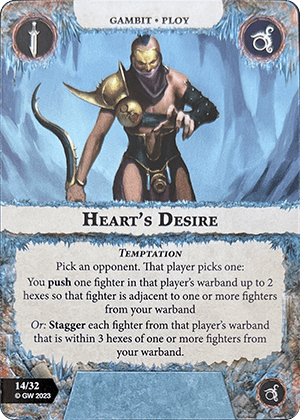 GAMBIT • PLOY
HEART'S DESIRE
TEMPTATION
Pick an opponent. That player picks one:
You push one fighter in that player's warband up to 2
hexes so that fighter is adjacent to one or more fighters
from your warband
Or: Stagger each fighter from that player's warband
that is within 3 hexes of one or more fighters from
your warband.
14/32
© GW 2023